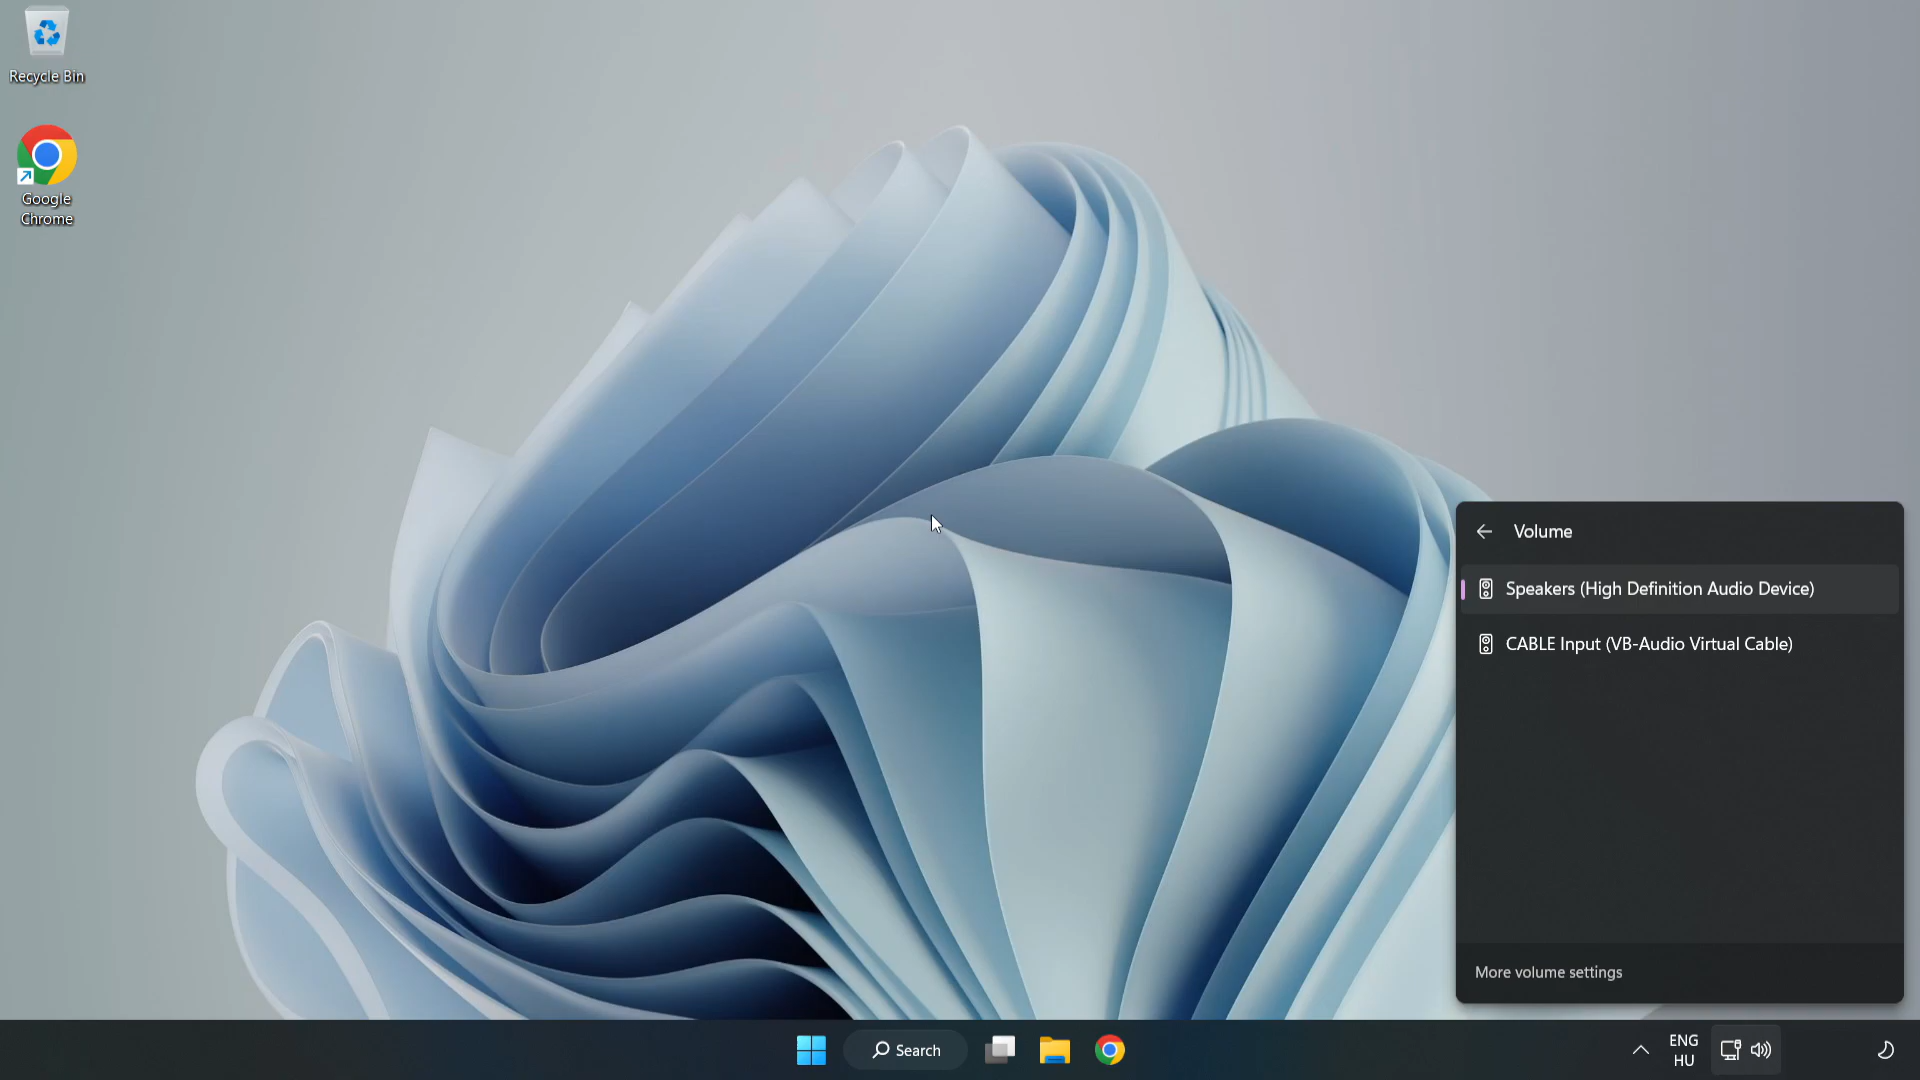 Recycle Bin
Google
Chrome
Volume
Speakers (High Definition Audio Device)
CABLE Input (VB-Audio Virtual Cable)
More volume settings
Search
ENG
HU